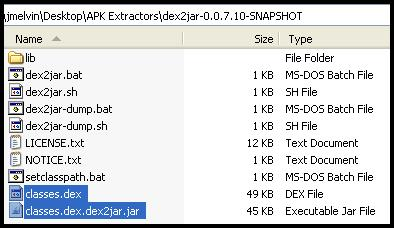 \jmelvin\Desktop\APK Extractors\dex2jar-0.0.7.10-SNAPSHOT
Name Size Type
lib File Folder
dex2jar.bat 1 KB MS-DOS Batch File
dex2jar.sh 1 KB SH File
dex2jar-dump.bat 1 KB MS-DOS Batch File
dex2jar-dump.sh 1 KB SH File
LICENSE.txt 12 KB Text Document
NOTICE.txt 1 KB Text Document
setclasspath.bat 1 KB MS-DOS Batch File
classes.dex 49 KB DEX File
classes.dex.dex2jar.jar 45 KB Executable Jar File